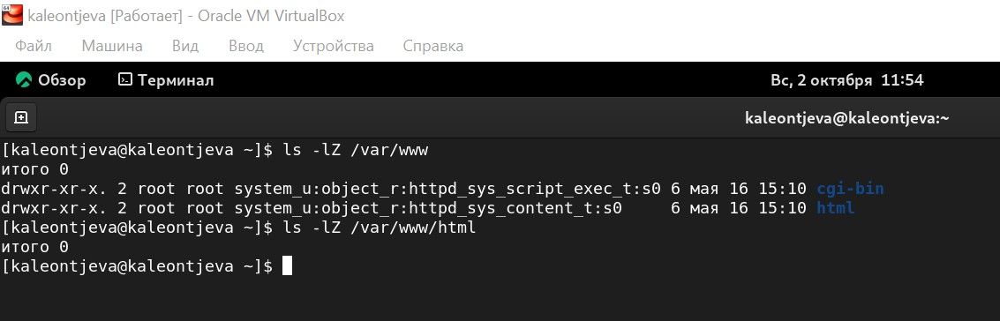 64
kaleontjeva [Работает] - Oracle VM VirtualBox
Файл Машина Вид Ввод Устройства Справка
Обзор Терминал Вс, 2 октября 11:54
kaleontjeva@kaleontjeva:~
[kaleontjeva@kaleontjeva ~]$ ls -lZ /var/www
итого 0
drwxr-xr-x. 2 root root system_u:object_r:httpd_sys_script_exec_t:s0 6 мая 16 15:10 cgi-bin
drwxr-xr-x. 2 root root system_u:object_r:httpd_sys_content_t:s0     6 мая 16 15:10 html
[kaleontjeva@kaleontjeva ~]$ ls -lZ /var/www/html
итого 0
[kaleontjeva@kaleontjeva ~]$